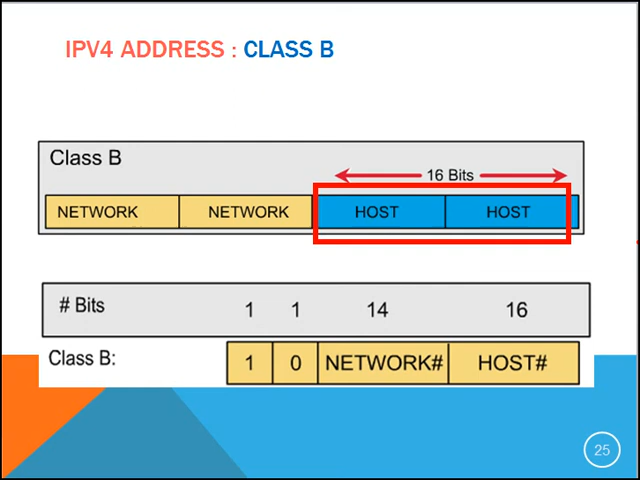 IPV4 ADDRESS : CLASS B
Class B
16 Bits
NETWORK NETWORK HOST HOST
# Bits 1 1 14 16
Class B: 1 0 NETWORK# HOST#
25